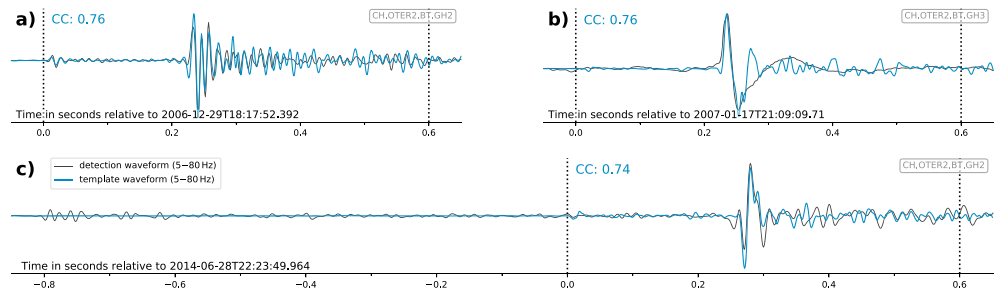 a)
CC: 0.76
CH,OTER2,BT,GH2
Time in seconds relative to 2006-12-29T18:17:52.392
0.0 0.2 0.4 0.6
b)
CC: 0.76
CH,OTER2,BT,GH3
Time in seconds relative to 2007-01-17T21:09:09.71
0.0 0.2 0.4 0.6
c)
detection waveform (5−80 Hz)
template waveform (5−80 Hz)
CC: 0.74
CH,OTER2,BT,GH2
Time in seconds relative to 2014-06-28T22:23:49.964
−0.8 −0.6 −0.4 −0.2 0.0 0.2 0.4 0.6